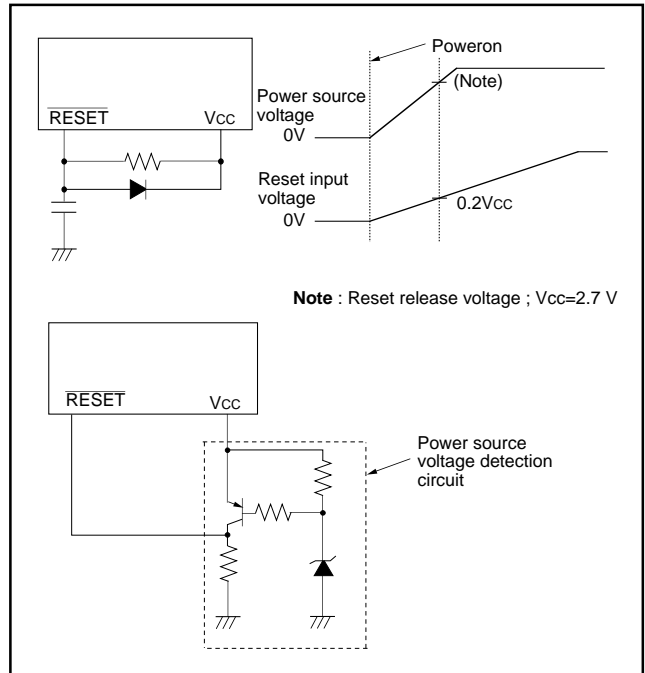 Poweron
(Note)
RESET
VCC
Power source
voltage
0V
Reset input
voltage
0V
0.2VCC
Note : Reset release voltage ; Vcc=2.7 V
RESET
VCC
Power source
voltage detection
circuit